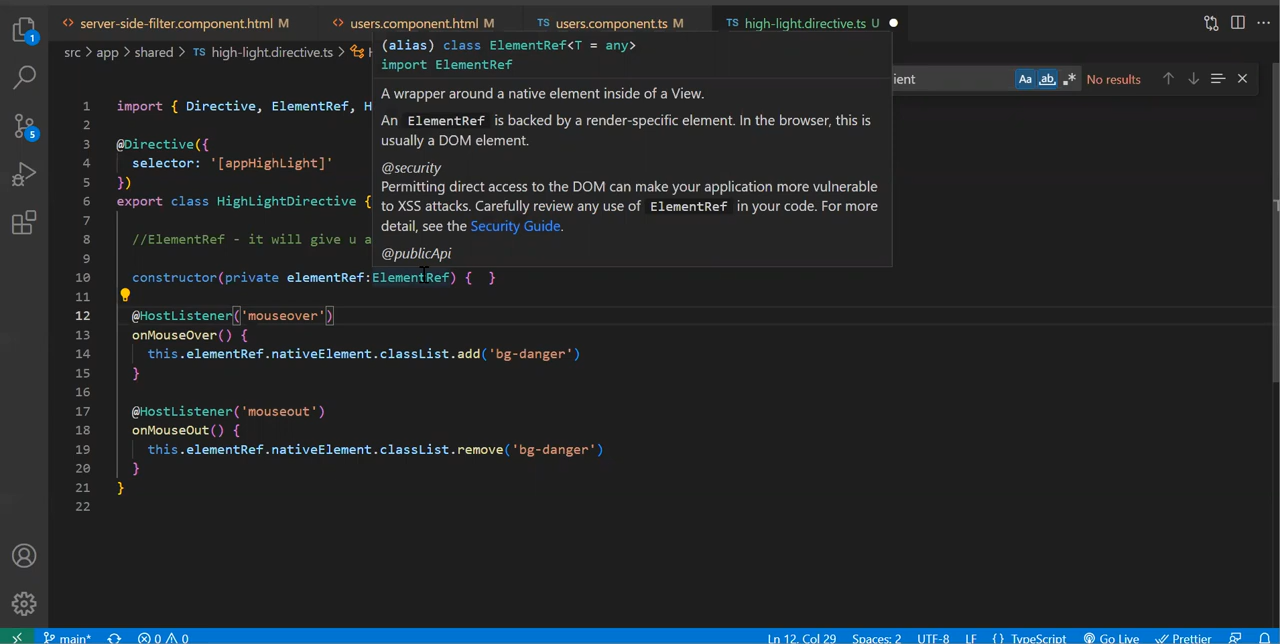 server-side-filter.component.html M
users.component.html M
TS users.component.ts M
TS high-light.directive.ts U
src > app > shared > TS high-light.directive.ts >
(alias) class ElementRef<T = any>
import ElementRef
A wrapper around a native element inside of a View.
An ElementRef is backed by a render-specific element. In the browser, this is
usually a DOM element.
@security
Permitting direct access to the DOM can make your application more vulnerable
to XSS attacks. Carefully review any use of ElementRef in your code. For more
detail, see the Security Guide.
@publicApi
Aa ab No results
1 import { Directive, ElementRef,
2
3 @Directive({
4 selector: '[appHighLight]'
5 })
6 export class HighLightDirective {
7
8 //ElementRef - it will give u
9
10 constructor(private elementRef:ElementRef) { }
11
12 @HostListener('mouseover')
13 onMouseOver() {
14 this.elementRef.nativeElement.classList.add('bg-danger')
15 }
16
17 @HostListener('mouseout')
18 onMouseOut() {
19 this.elementRef.nativeElement.classList.remove('bg-danger')
20 }
21 }
22
1
5
main* 0 0 Ln 12, Col 29 Spaces: 2 UTF-8 LF {} TypeScript Go Live Prettier